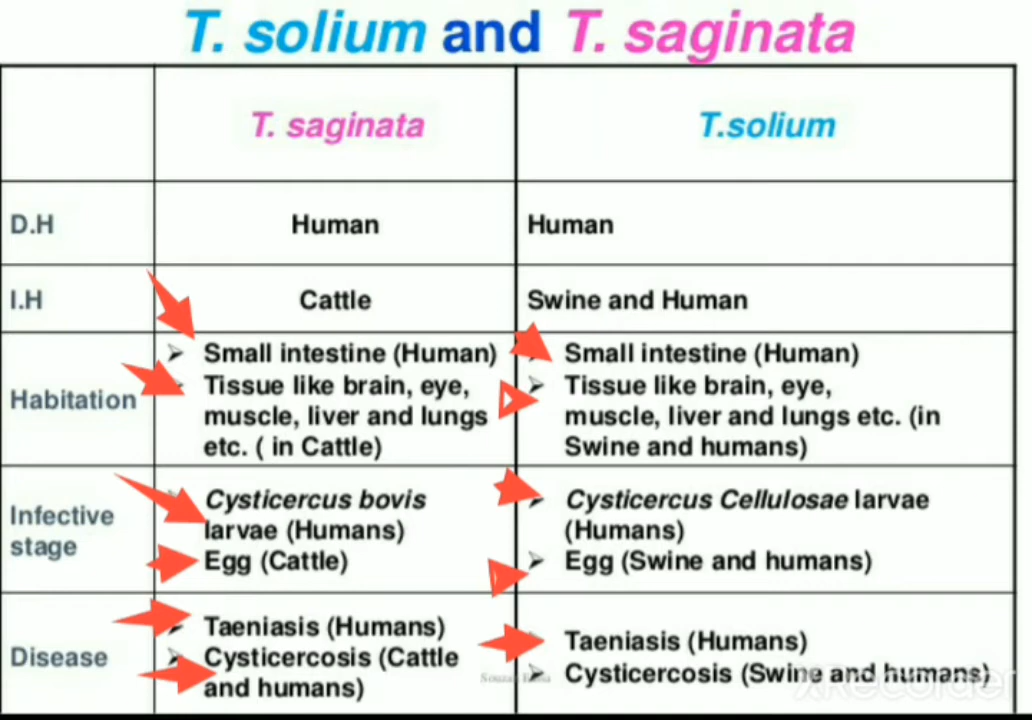 T. solium and T. saginata
T. saginata
T.solium
D.H
Human
Human
I.H
Cattle
Swine and Human
Habitation
Small intestine (Human)
Tissue like brain, eye,
muscle, liver and lungs
etc. ( in Cattle)
Small intestine (Human)
Tissue like brain, eye,
muscle, liver and lungs etc. (in
Swine and humans)
Infective
stage
Cysticercus bovis
larvae (Humans)
Egg (Cattle)
Cysticercus Cellulosae larvae
(Humans)
Egg (Swine and humans)
Disease
Taeniasis (Humans)
Cysticercosis (Cattle
and humans)
Taeniasis (Humans)
Cysticercosis (Swine and humans)
XRecorder